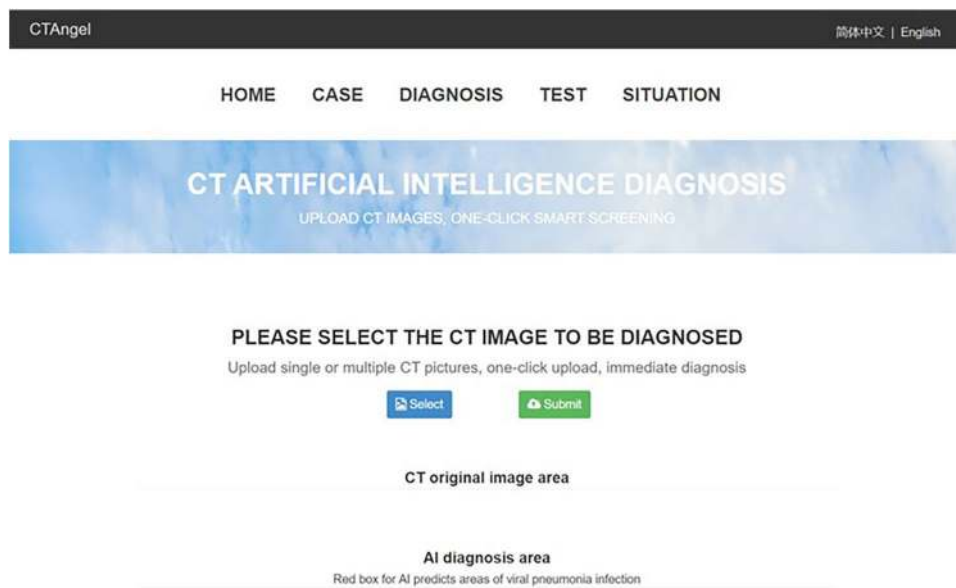 CTAngel
简体中文 | English
HOME CASE DIAGNOSIS TEST SITUATION
CT ARTIFICIAL INTELLIGENCE DIAGNOSIS
UPLOAD CT IMAGES, ONE-CLICK SMART SCREENING
PLEASE SELECT THE CT IMAGE TO BE DIAGNOSED
Upload single or multiple CT pictures, one-click upload, immediate diagnosis
Select Submit
CT original image area
AI diagnosis area
Red box for AI predicts areas of viral pneumonia infection